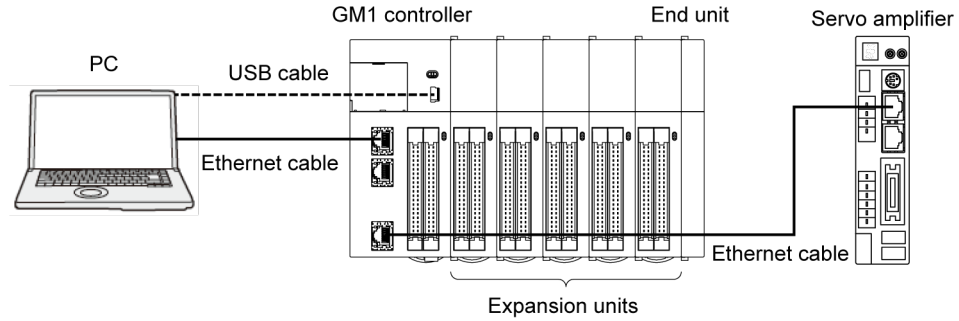 GM1 controller
End unit
Servo amplifier
PC
USB cable
Ethernet cable
Ethernet cable
Expansion units